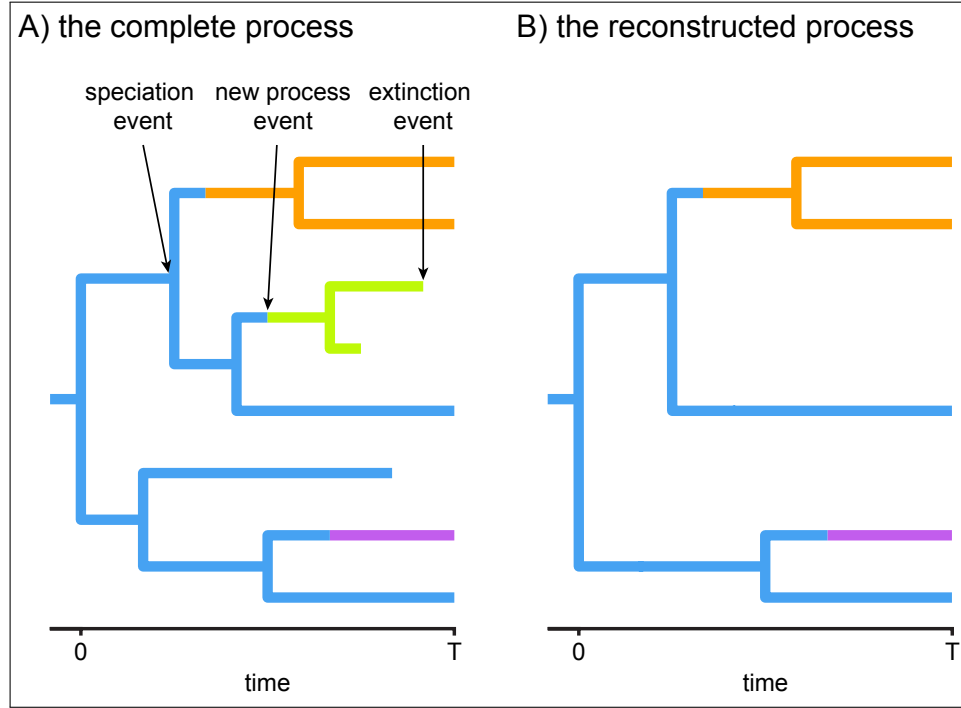 A) the complete process
B) the reconstructed process
speciation
event
new process
event
extinction
event
0
T
time
0
T
time